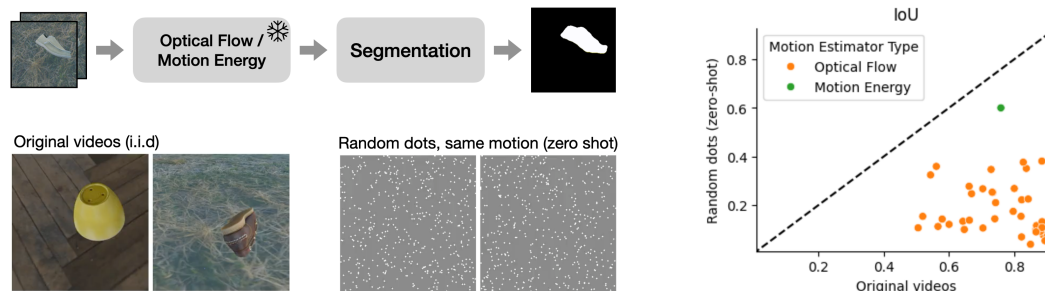 Optical Flow /
Motion Energy
Segmentation
Original videos (i.i.d)
Random dots, same motion (zero shot)
IoU
Motion Estimator Type
Optical Flow
Motion Energy
Random dots (zero-shot)
0.8
0.6
0.4
0.2
0.2
0.4
0.6
0.8
Original videos